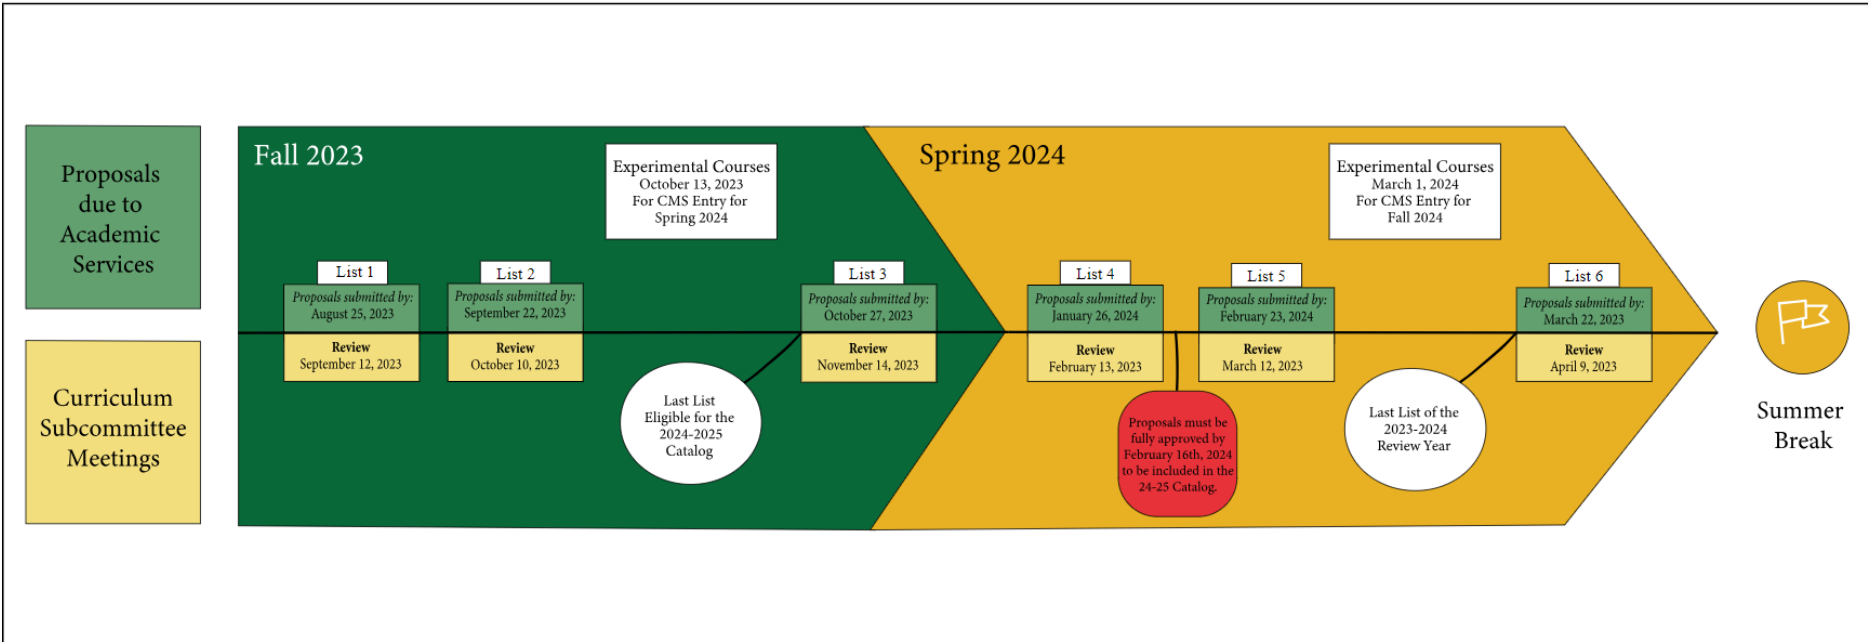 Proposals
due to
Academic
Services
Curriculum
Subcommittee
Meetings
Fall 2023
Experimental Courses
October 13, 2023
For CMS Entry for
Spring 2024
List 1
Proposals submitted by:
August 25, 2023
Review
September 12, 2023
List 2
Proposals submitted by:
September 22, 2023
Review
October 10, 2023
Last List
Eligible for the
2024-2025
Catalog
List 3
Proposals submitted by:
October 27, 2023
Review
November 14, 2023
Spring 2024
Experimental Courses
March 1, 2024
For CMS Entry for
Fall 2024
List 4
Proposals submitted by:
January 26, 2024
Review
February 13, 2023
Proposals must be
fully approved by
February 16th, 2024
to be included in the
24-25 Catalog.
List 5
Proposals submitted by:
February 23, 2024
Review
March 12, 2023
Last List of the
2023-2024
Review Year
List 6
Proposals submitted by:
March 22, 2023
Review
April 9, 2023
Summer
Break